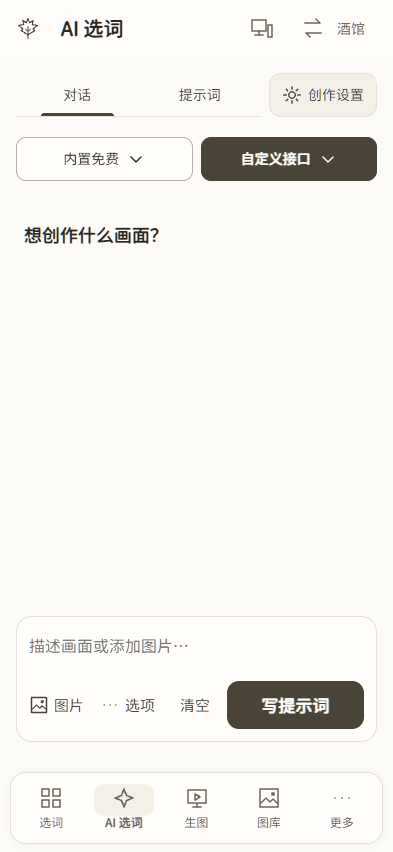 AI 选词
酒馆
对话
提示词
创作设置
内置免费
自定义接口
想创作什么画面?
描述画面或添加图片…
图片
··· 选项
清空
写提示词
选词
AI 选词
生图
图库
更多